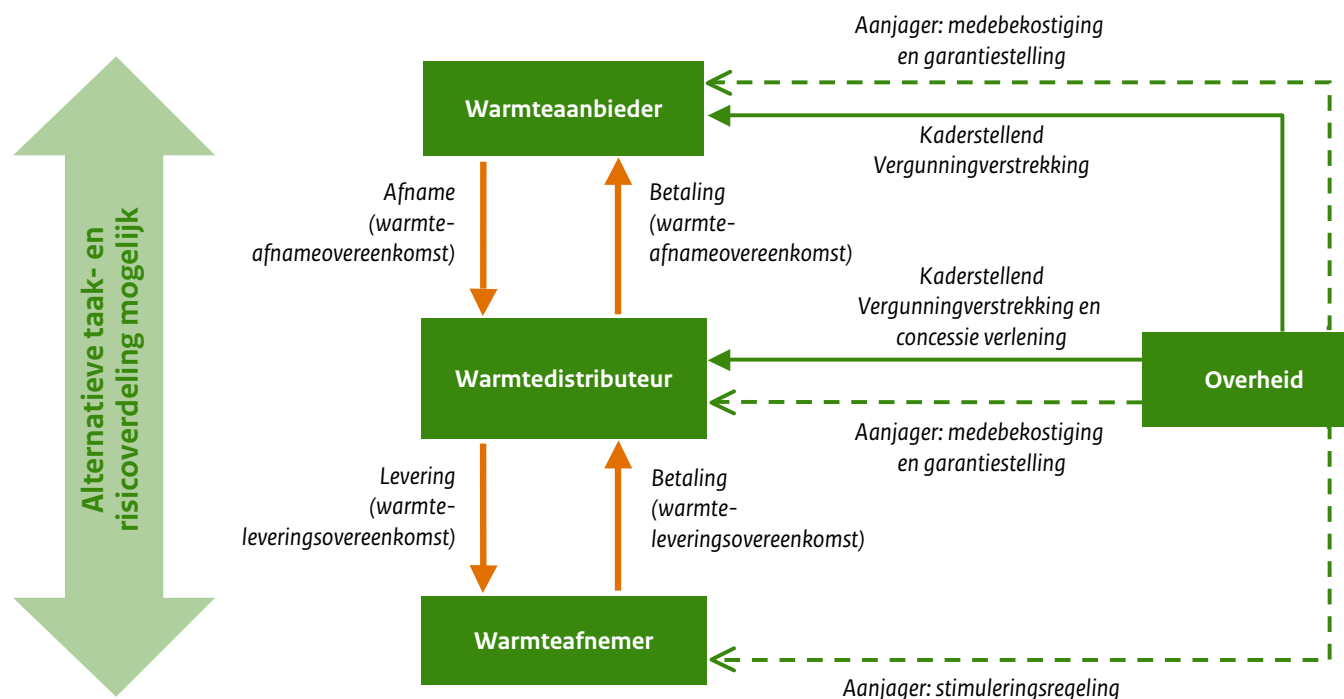 Aanjager: medebekostiging
en garantiestelling
Warmteaanbieder
Kaderstellend
Vergunningverstrekking
Afname
(warmte-
afnameovereenkomst)
Betaling
(warmte-
afnameovereenkomst)
Alternatieve taak- en
risicoverdeling mogelijk
Kaderstellend
Vergunningverstrekking en
concessie verlening
Warmtedistributeur
Overheid
Aanjager: medebekostiging
en garantiestelling
Levering
(warmte-
leveringsovereenkomst)
Betaling
(warmte-
leveringsovereenkomst)
Warmteafnemer
Aanjager: stimuleringsregeling